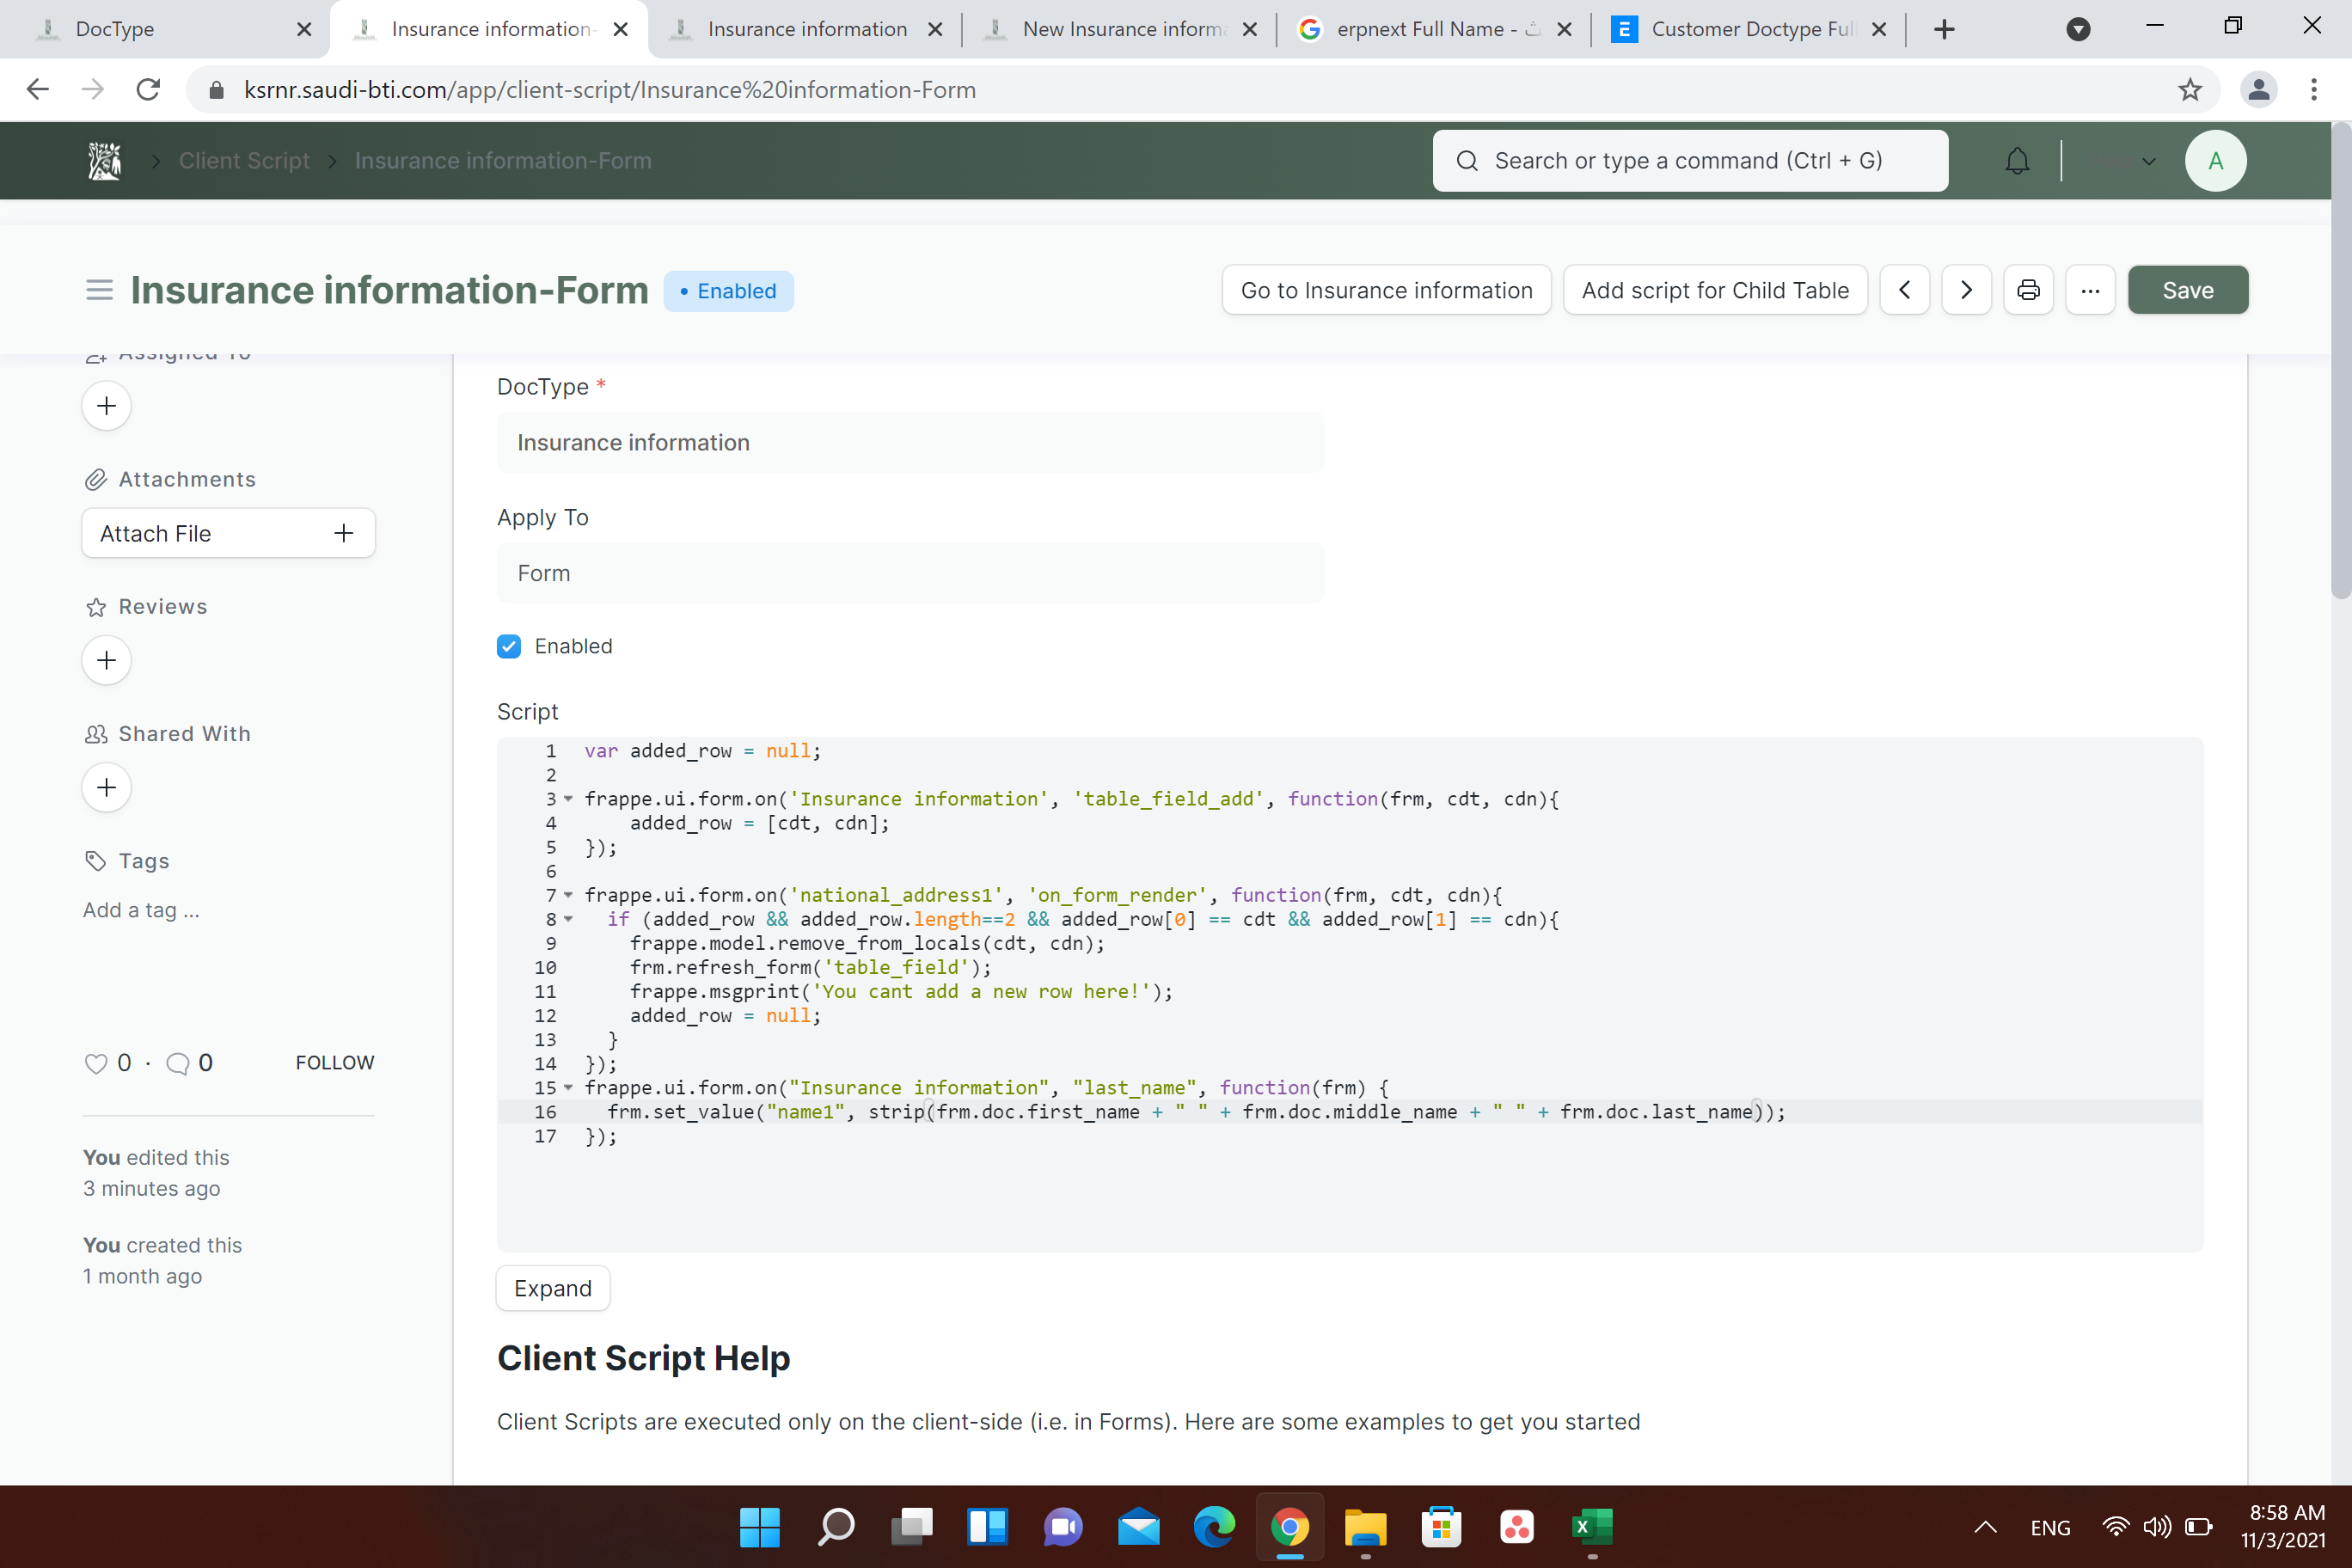 DocType
Insurance information-
Insurance information
New Insurance informa
erpnext Full Name -
Customer Doctype Full
ksrnr.saudi-bti.com/app/client-script/Insurance%20information-Form
Client Script
Insurance information-Form
Search or type a command (Ctrl + G)
A
Insurance information-Form
Enabled
Go to Insurance information
Add script for Child Table
Save
Assigned To
Attachments
Attach File
Reviews
Shared With
Tags
Add a tag ...
0 · 0
FOLLOW
You edited this
3 minutes ago
You created this
1 month ago
DocType *
Insurance information
Apply To
Form
Enabled
Script
1 var added_row = null;
2
3 frappe.ui.form.on('Insurance information', 'table_field_add', function(frm, cdt, cdn){
4 added_row = [cdt, cdn];
5 });
6
7 frappe.ui.form.on('national_address1', 'on_form_render', function(frm, cdt, cdn){
8 if (added_row && added_row.length==2 && added_row[0] == cdt && added_row[1] == cdn){
9 frappe.model.remove_from_locals(cdt, cdn);
10 frm.refresh_form('table_field');
11 frappe.msgprint('You cant add a new row here!');
12 added_row = null;
13 }
14 });
15 frappe.ui.form.on("Insurance information", "last_name", function(frm) {
16 frm.set_value("name1", strip(frm.doc.first_name + " " + frm.doc.middle_name + " " + frm.doc.last_name));
17 });
Expand
Client Script Help
Client Scripts are executed only on the client-side (i.e. in Forms). Here are some examples to get you started
ENG
8:58 AM
11/3/2021